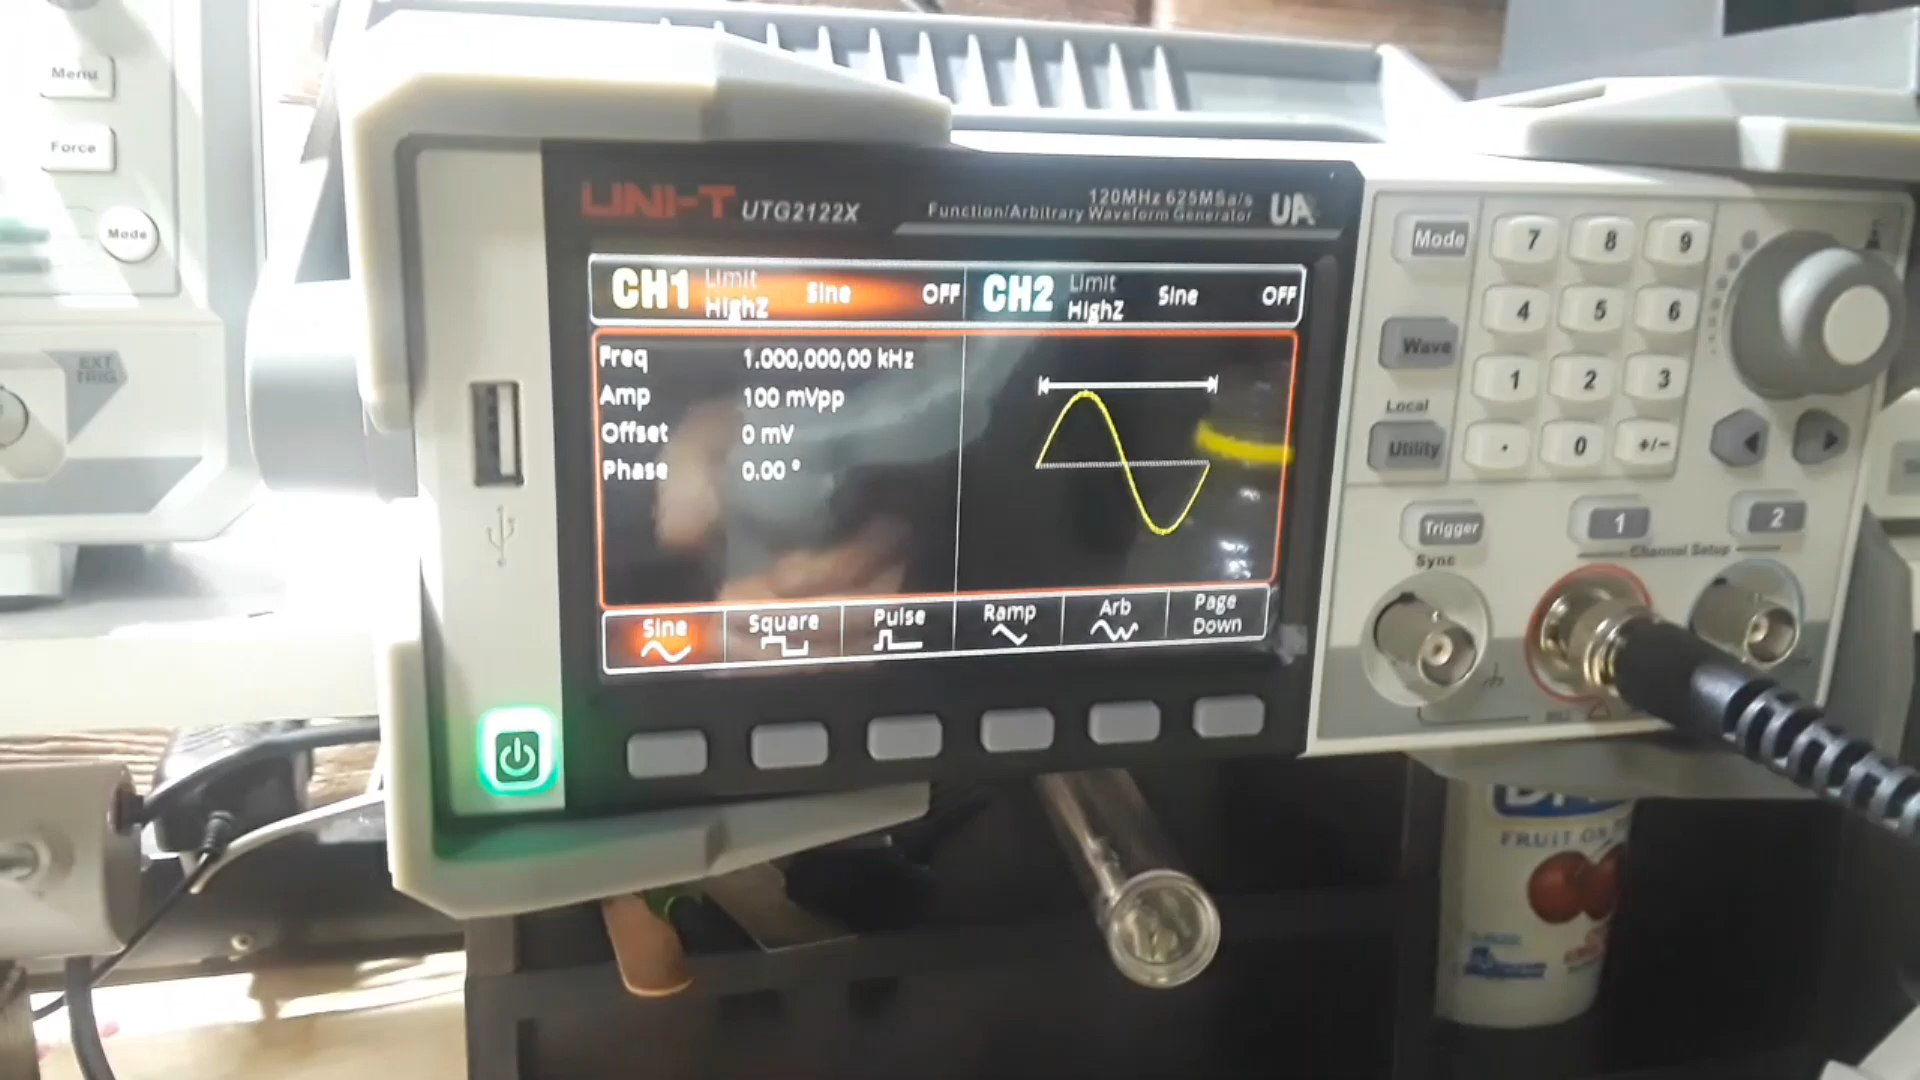 Menu
Force
Mode
EXT
TRIG
UNI-T UTG2122X
120MHz 625MSa/s
Function/Arbitrary Waveform Generator
CH1 Limit HighZ Sine OFF
CH2 Limit HighZ Sine OFF
Freq 1.000,000,00 kHz
Amp 100 mVpp
Offset 0 mV
Phase 0.00 °
Sine
Square
Pulse
Ramp
Arb
Page Down
Mode 7 8 9
4 5 6
Wave
1 2 3
Local
Utility . 0 +/-
Trigger 1 2
Channel Setup
Sync
FRUIT